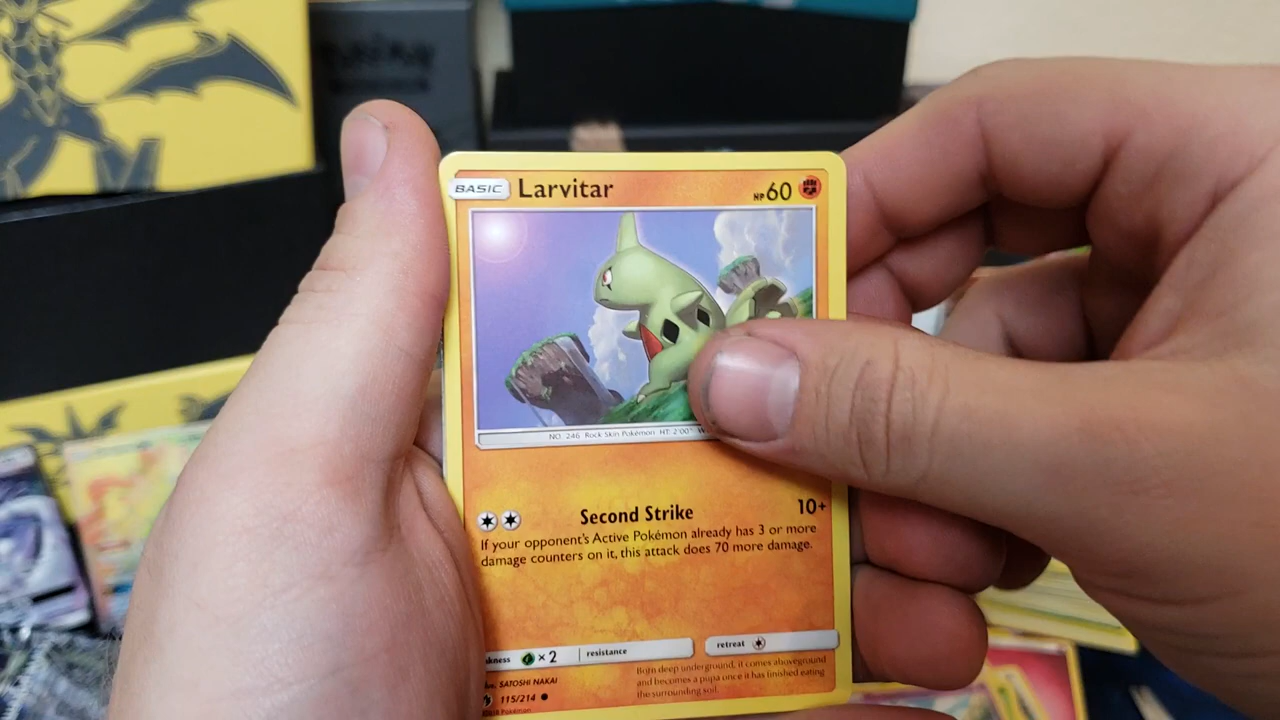 BASIC Larvitar HP 60
NO. 246 Rock Skin Pokémon HT: 2'00"
Second Strike 10+
If your opponent's Active Pokémon already has 3 or more
damage counters on it, this attack does 70 more damage.
× 2 resistance retreat
Born deep underground, it comes aboveground
and becomes a pupa once it has finished eating
the surrounding soil.
SATOSHI NAKAI
115/214
Pokémon